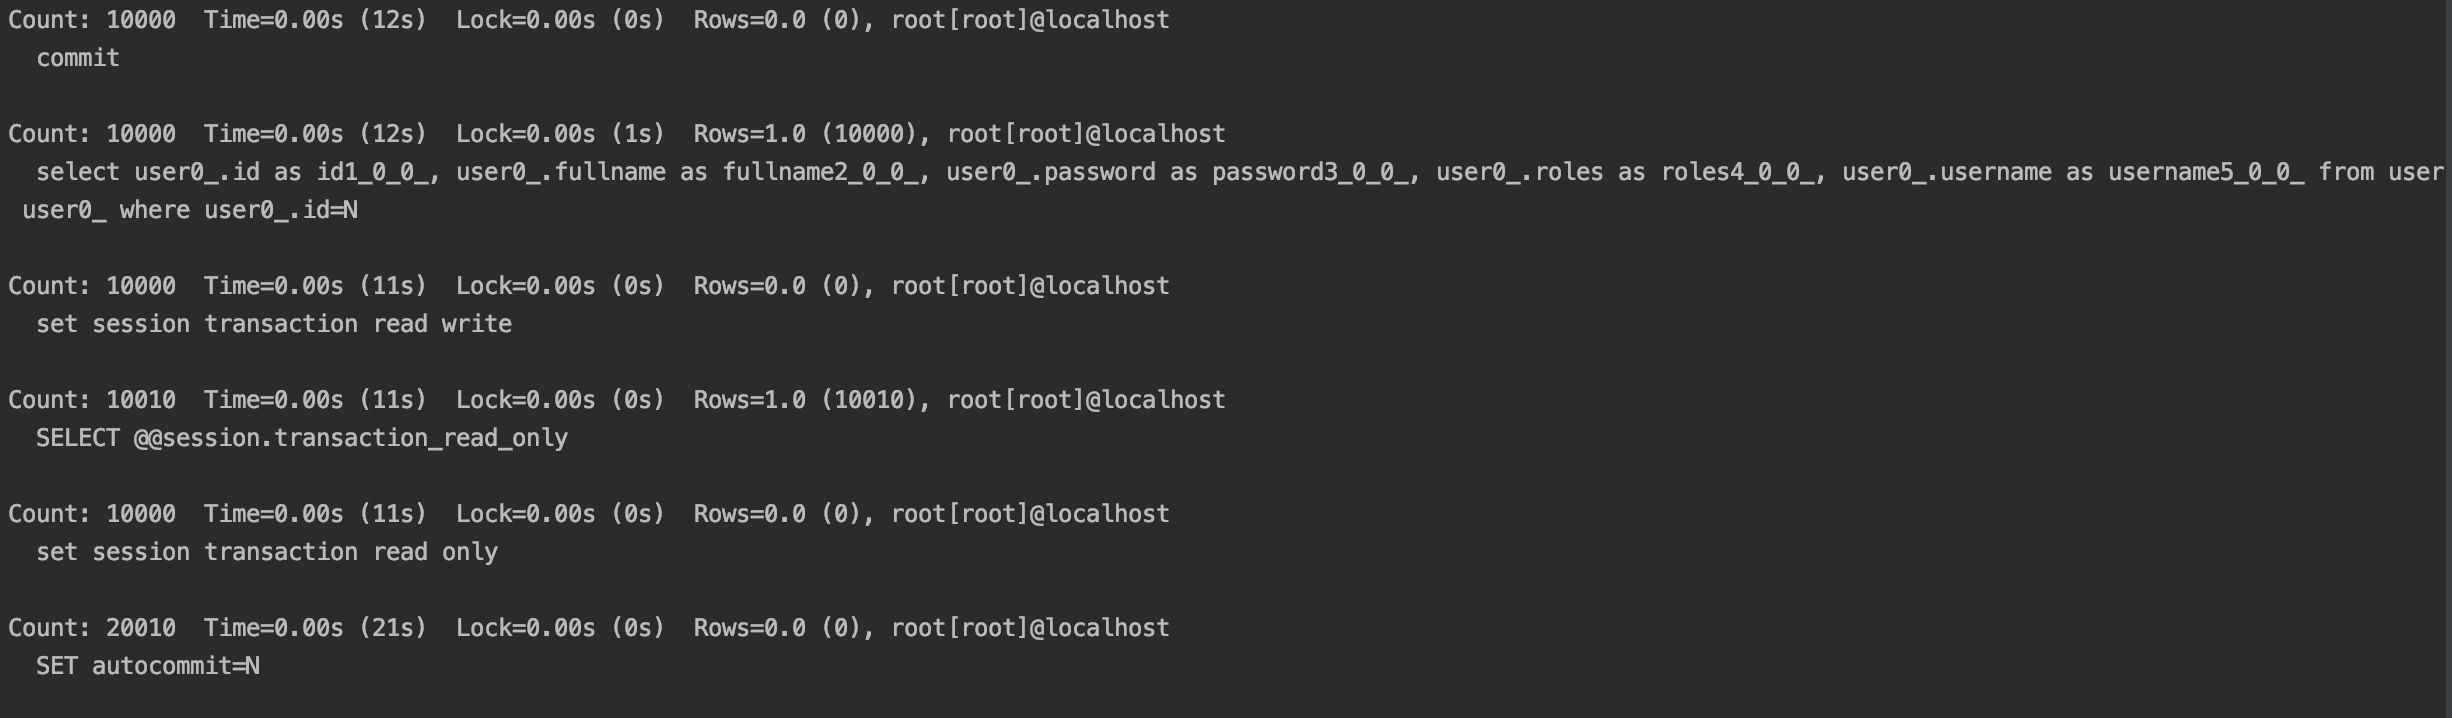 Count: 10000  Time=0.00s (12s)  Lock=0.00s (0s)  Rows=0.0 (0), root[root]@localhost
  commit

Count: 10000  Time=0.00s (12s)  Lock=0.00s (1s)  Rows=1.0 (10000), root[root]@localhost
  select user0_.id as id1_0_0_, user0_.fullname as fullname2_0_0_, user0_.password as password3_0_0_, user0_.roles as roles4_0_0_, user0_.username as username5_0_0_ from user
 user0_ where user0_.id=N

Count: 10000  Time=0.00s (11s)  Lock=0.00s (0s)  Rows=0.0 (0), root[root]@localhost
  set session transaction read write

Count: 10010  Time=0.00s (11s)  Lock=0.00s (0s)  Rows=1.0 (10010), root[root]@localhost
  SELECT @@session.transaction_read_only

Count: 10000  Time=0.00s (11s)  Lock=0.00s (0s)  Rows=0.0 (0), root[root]@localhost
  set session transaction read only

Count: 20010  Time=0.00s (21s)  Lock=0.00s (0s)  Rows=0.0 (0), root[root]@localhost
  SET autocommit=N